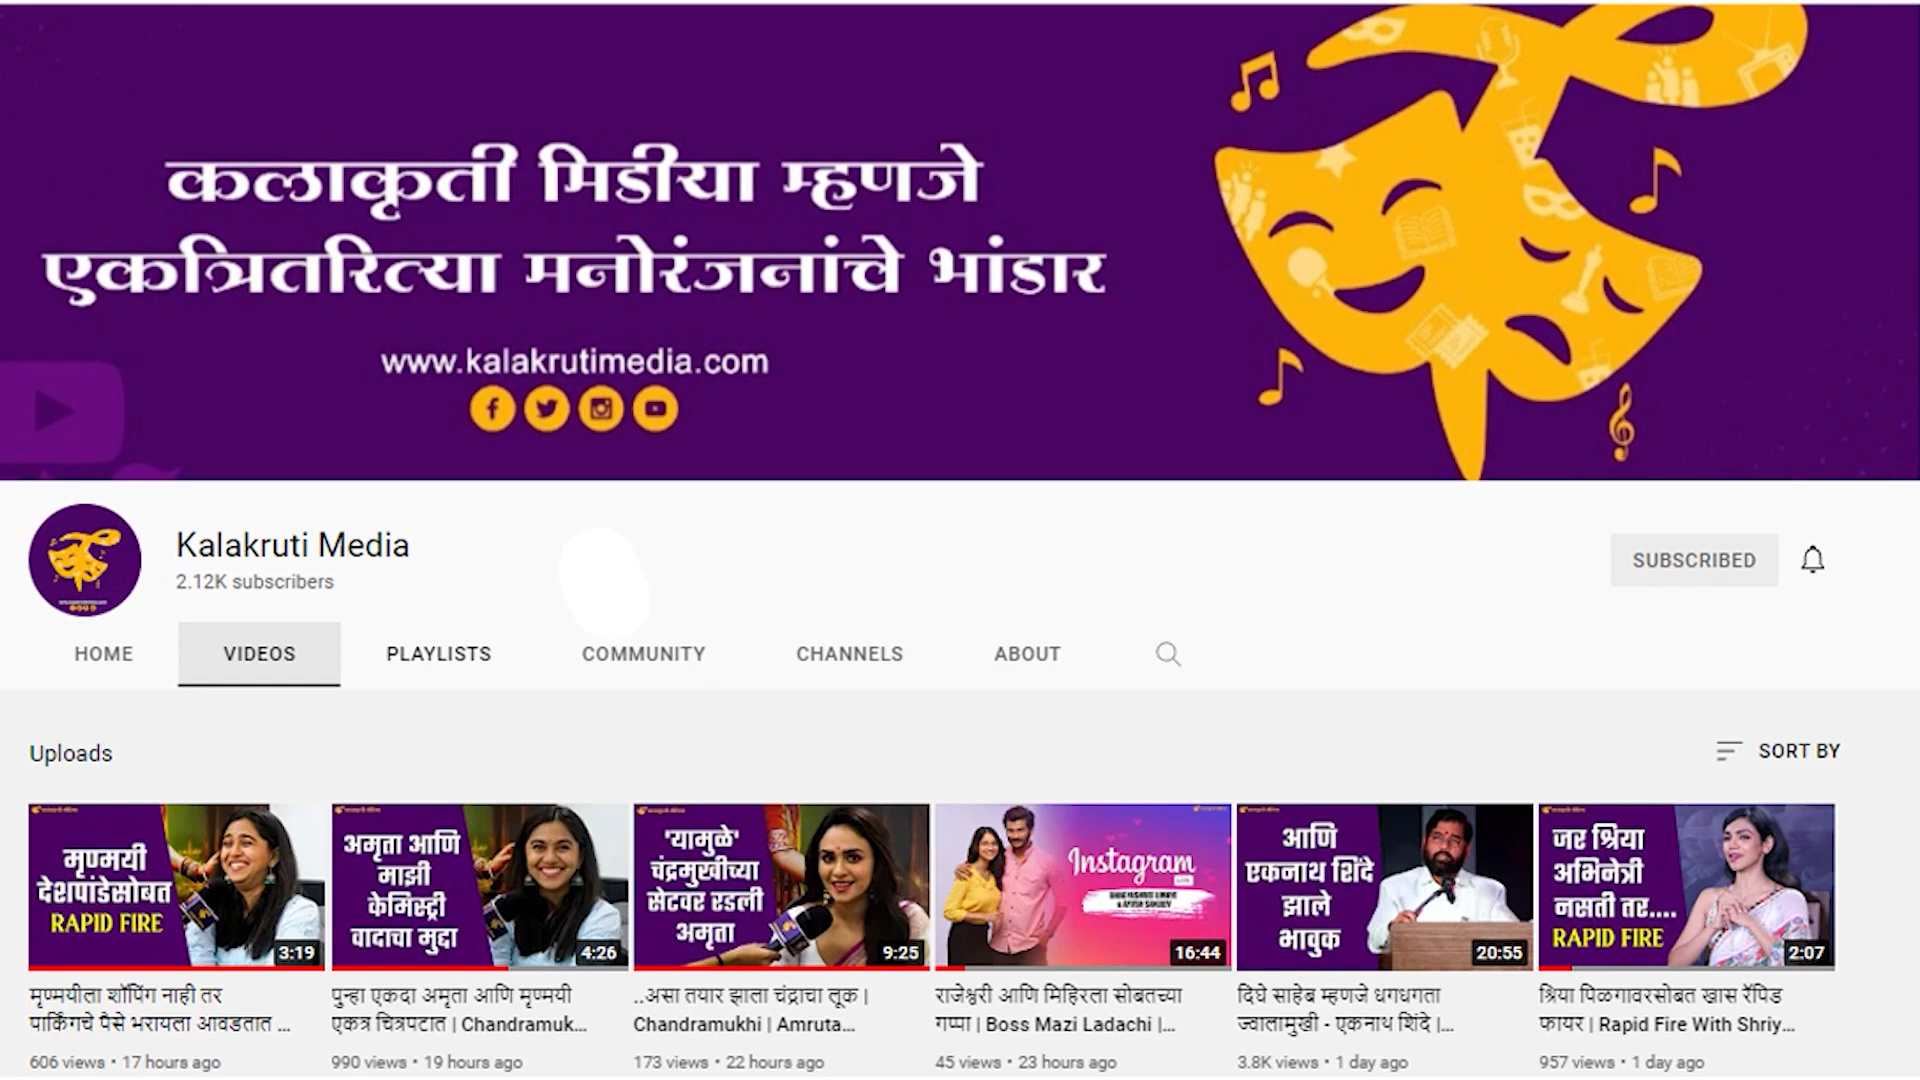 कलाकृती मिडीया म्हणजे
एकत्रितरित्या मनोरंजनांचे भांडार
www.kalakrutimedia.com
Kalakruti Media
2.12K subscribers
SUBSCRIBED
HOME
VIDEOS
PLAYLISTS
COMMUNITY
CHANNELS
ABOUT
Uploads
SORT BY
मृण्मयी
देशपांडेसोबत
RAPID FIRE
3:19
मृण्मयीला शॉपिंग नाही तर
पार्किंगचे पैसे भरायला आवडतात ...
606 views • 17 hours ago
अमृता आणि
माझी
केमिस्ट्री
वादाचा मुद्दा
4:26
पुन्हा एकदा अमृता आणि मृण्मयी
एकत्र चित्रपटात | Chandramuk...
990 views • 19 hours ago
'यामुळे'
चंद्रमुखीच्या
सेटवर रडली
अमृता
9:25
..असा तयार झाला चंद्राचा लूक |
Chandramukhi | Amruta...
173 views • 22 hours ago
Instagram
LIVE
16:44
राजेश्वरी आणि मिहिरला सोबतच्या
गप्पा | Boss Mazi Ladachi |...
45 views • 23 hours ago
आणि
एकनाथ शिंदे
झाले
भावुक
20:55
दिघे साहेब म्हणजे धगधगता
ज्वालामुखी - एकनाथ शिंदे |...
3.8K views • 1 day ago
जर श्रिया
अभिनेत्री
नसती तर....
RAPID FIRE
2:07
श्रिया पिळगावरसोबत खास रॅपिड
फायर | Rapid Fire With Shriy...
957 views • 1 day ago